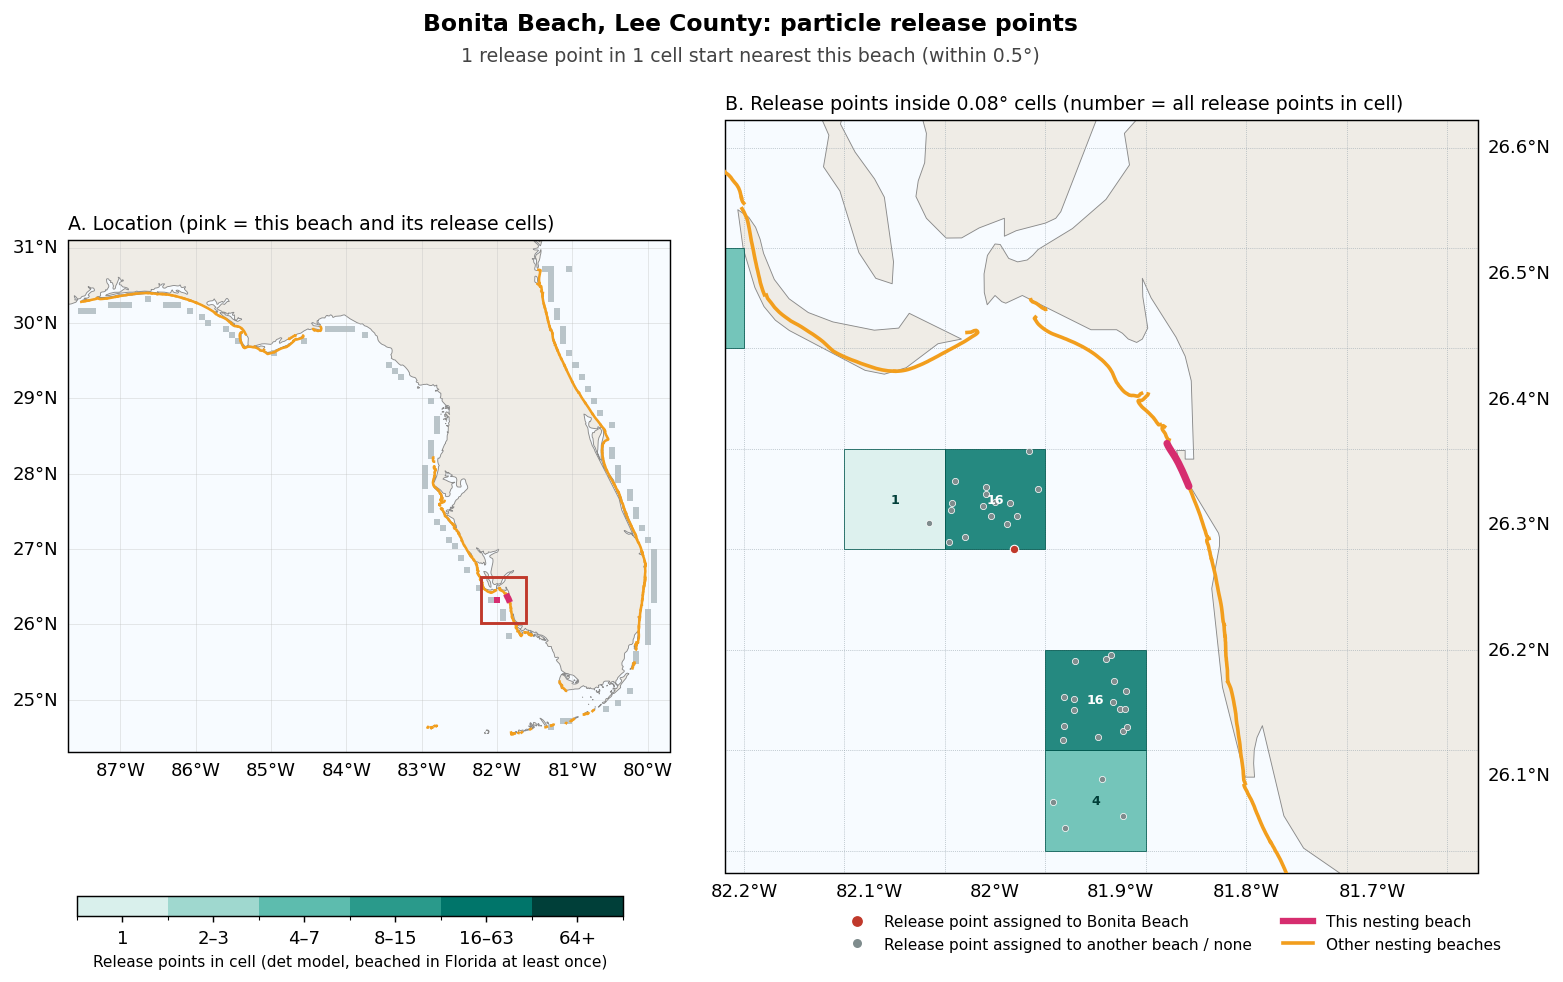 Bonita Beach, Lee County: particle release points
1 release point in 1 cell start nearest this beach (within 0.5°)
A. Location (pink = this beach and its release cells)
31°N
30°N
29°N
28°N
27°N
26°N
25°N
87°W 86°W 85°W 84°W 83°W 82°W 81°W 80°W
B. Release points inside 0.08° cells (number = all release points in cell)
26.6°N
26.5°N
26.4°N
26.3°N
26.2°N
26.1°N
1
16
16
4
82.2°W 82.1°W 82°W 81.9°W 81.8°W 81.7°W
1 2–3 4–7 8–15 16–63 64+
Release points in cell (det model, beached in Florida at least once)
Release point assigned to Bonita Beach
Release point assigned to another beach / none
This nesting beach
Other nesting beaches